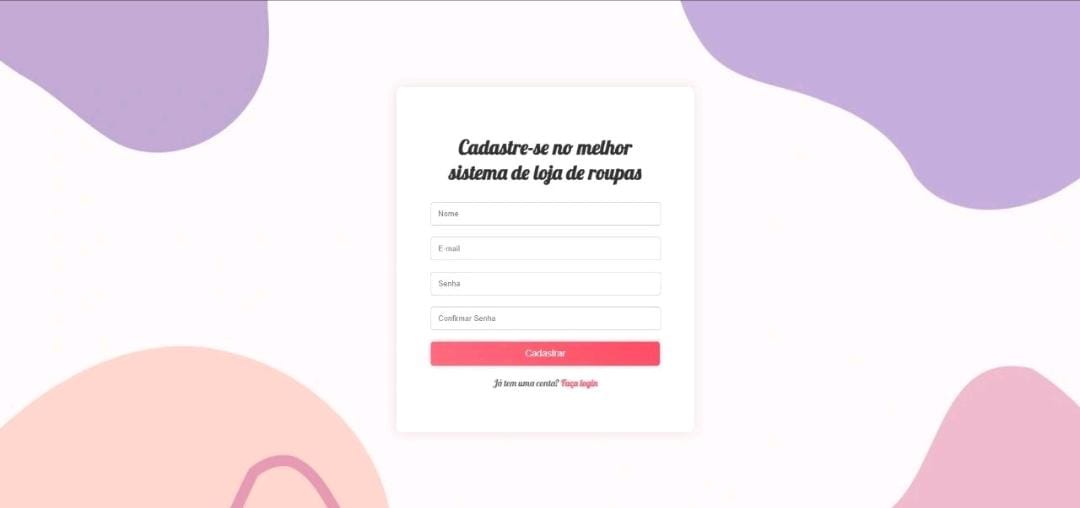 Cadastre-se no melhor
sistema de loja de roupas
Nome
E-mail
Senha
Confirmar Senha
Cadastrar
Já tem uma conta? Faça login